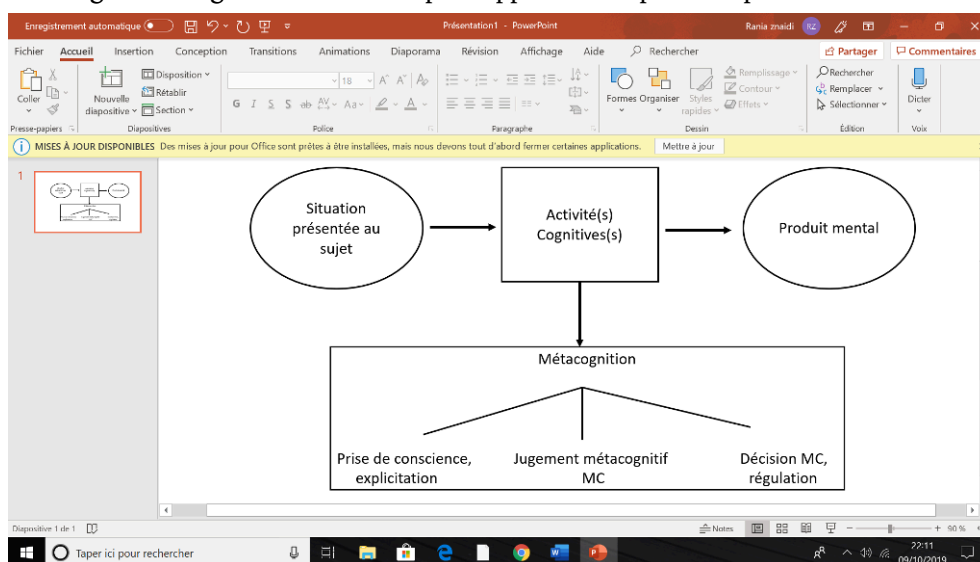 Enregistrement automatique
Présentation1 - PowerPoint
Rania znaidi
RZ
Fichier Accueil Insertion Conception Transitions Animations Diaporama Révision Affichage Aide Rechercher Partager Commentaires
Coller
Nouvelle diapositive
Disposition
Rétablir
Section
18
G I S S ab AV Aa A
Formes Organiser Styles rapides
Remplissage
Contour
Effets
Rechercher
Remplacer
Sélectionner
Dicter
Presse-papiers Diapositives Police Paragraphe Dessin Édition Voix
MISES À JOUR DISPONIBLES Des mises à jour pour Office sont prêtes à être installées, mais nous devons tout d'abord fermer certaines applications. Mettre à jour
1
Situation
présentée au
sujet
Activité(s)
Cognitives(s)
Produit mental
Métacognition
Prise de conscience,
explicitation
Jugement métacognitif
MC
Décision MC,
régulation
Diapositive 1 de 1
Notes
90 %
Taper ici pour rechercher
22:11
09/10/2019